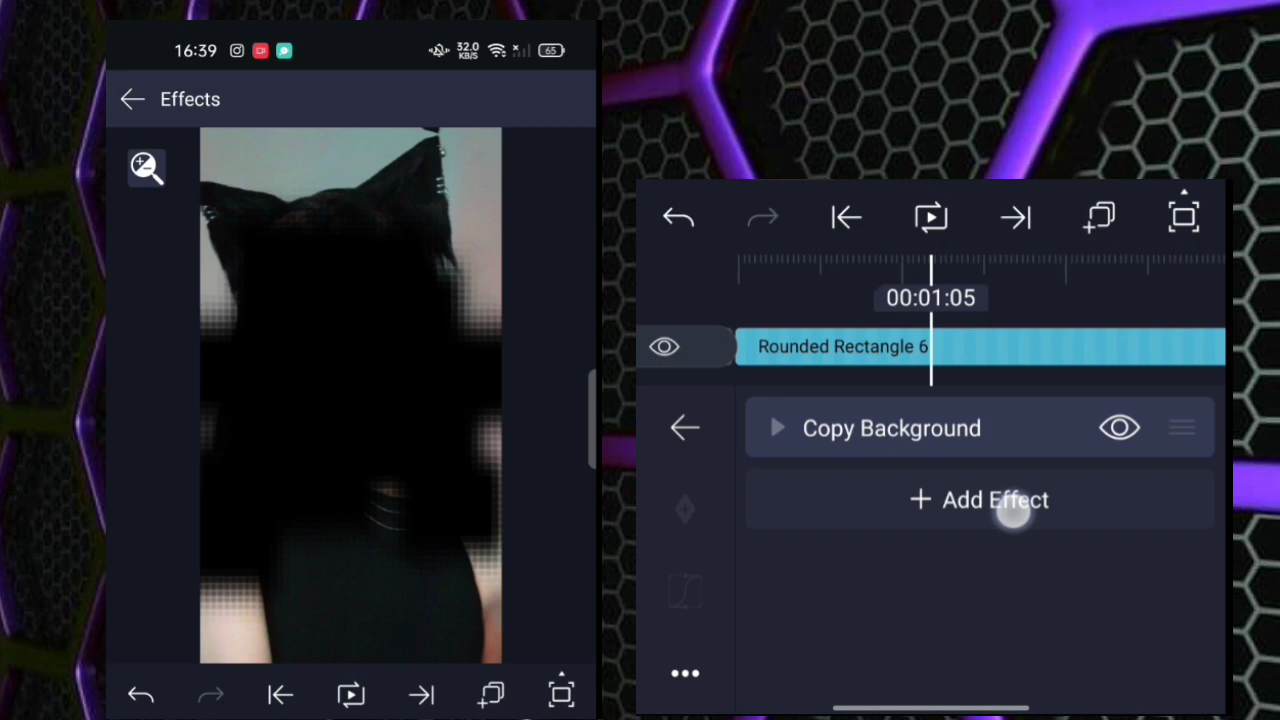 16:39
32.0
KB/S
65
Effects
00:01:05
Rounded Rectangle 6
Copy Background
+ Add Effect